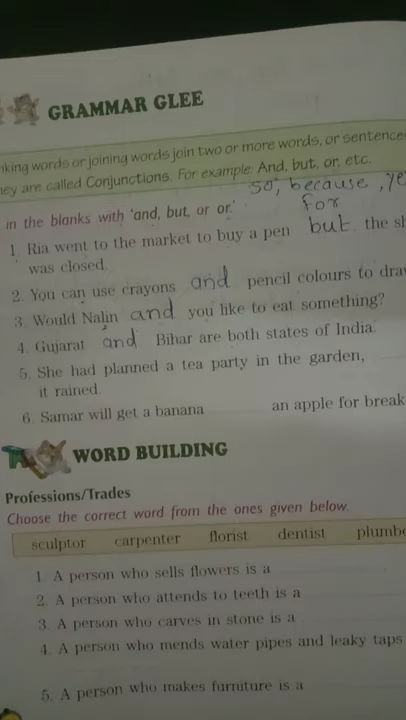 GRAMMAR GLEE
king words or joining words join two or more words, or sentence
hey are called Conjunctions. For example: And, but, or, etc.
so, because, ye
for
in the blanks with 'and, but, or or.'
1. Ria went to the market to buy a pen but the sh
was closed.
2. You can use crayons and pencil colours to draw
3. Would Nalin and you like to eat something?
4. Gujarat and Bihar are both states of India.
5. She had planned a tea party in the garden,
it rained.
6. Samar will get a banana an apple for break
WORD BUILDING
Professions/Trades
Choose the correct word from the ones given below.
sculptor carpenter florist dentist plumbe
1. A person who sells flowers is a
2. A person who attends to teeth is a
3. A person who carves in stone is a
4. A person who mends water pipes and leaky taps
5. A person who makes furniture is a